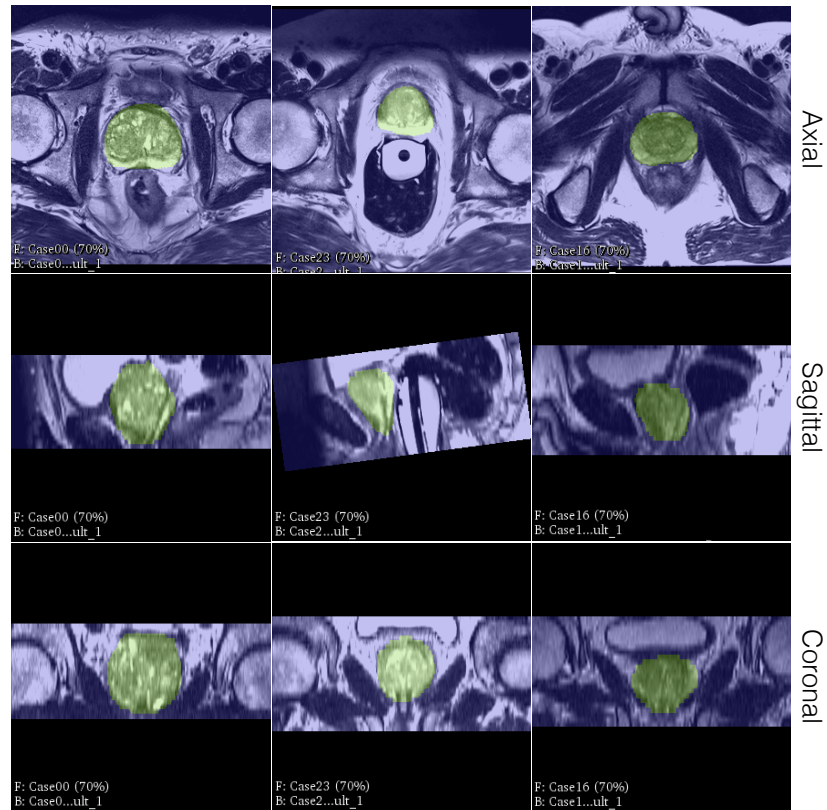 Axial
F: Case00 (70%)
B: Case0...ult_1
F: Case23 (70%)
B: Case2...ult_1
F: Case16 (70%)
B: Case1...ult_1
Sagittal
F: Case00 (70%)
B: Case0...ult_1
F: Case23 (70%)
B: Case2...ult_1
F: Case16 (70%)
B: Case1...ult_1
Coronal
F: Case00 (70%)
B: Case0...ult_1
F: Case23 (70%)
B: Case2...ult_1
F: Case16 (70%)
B: Case1...ult_1